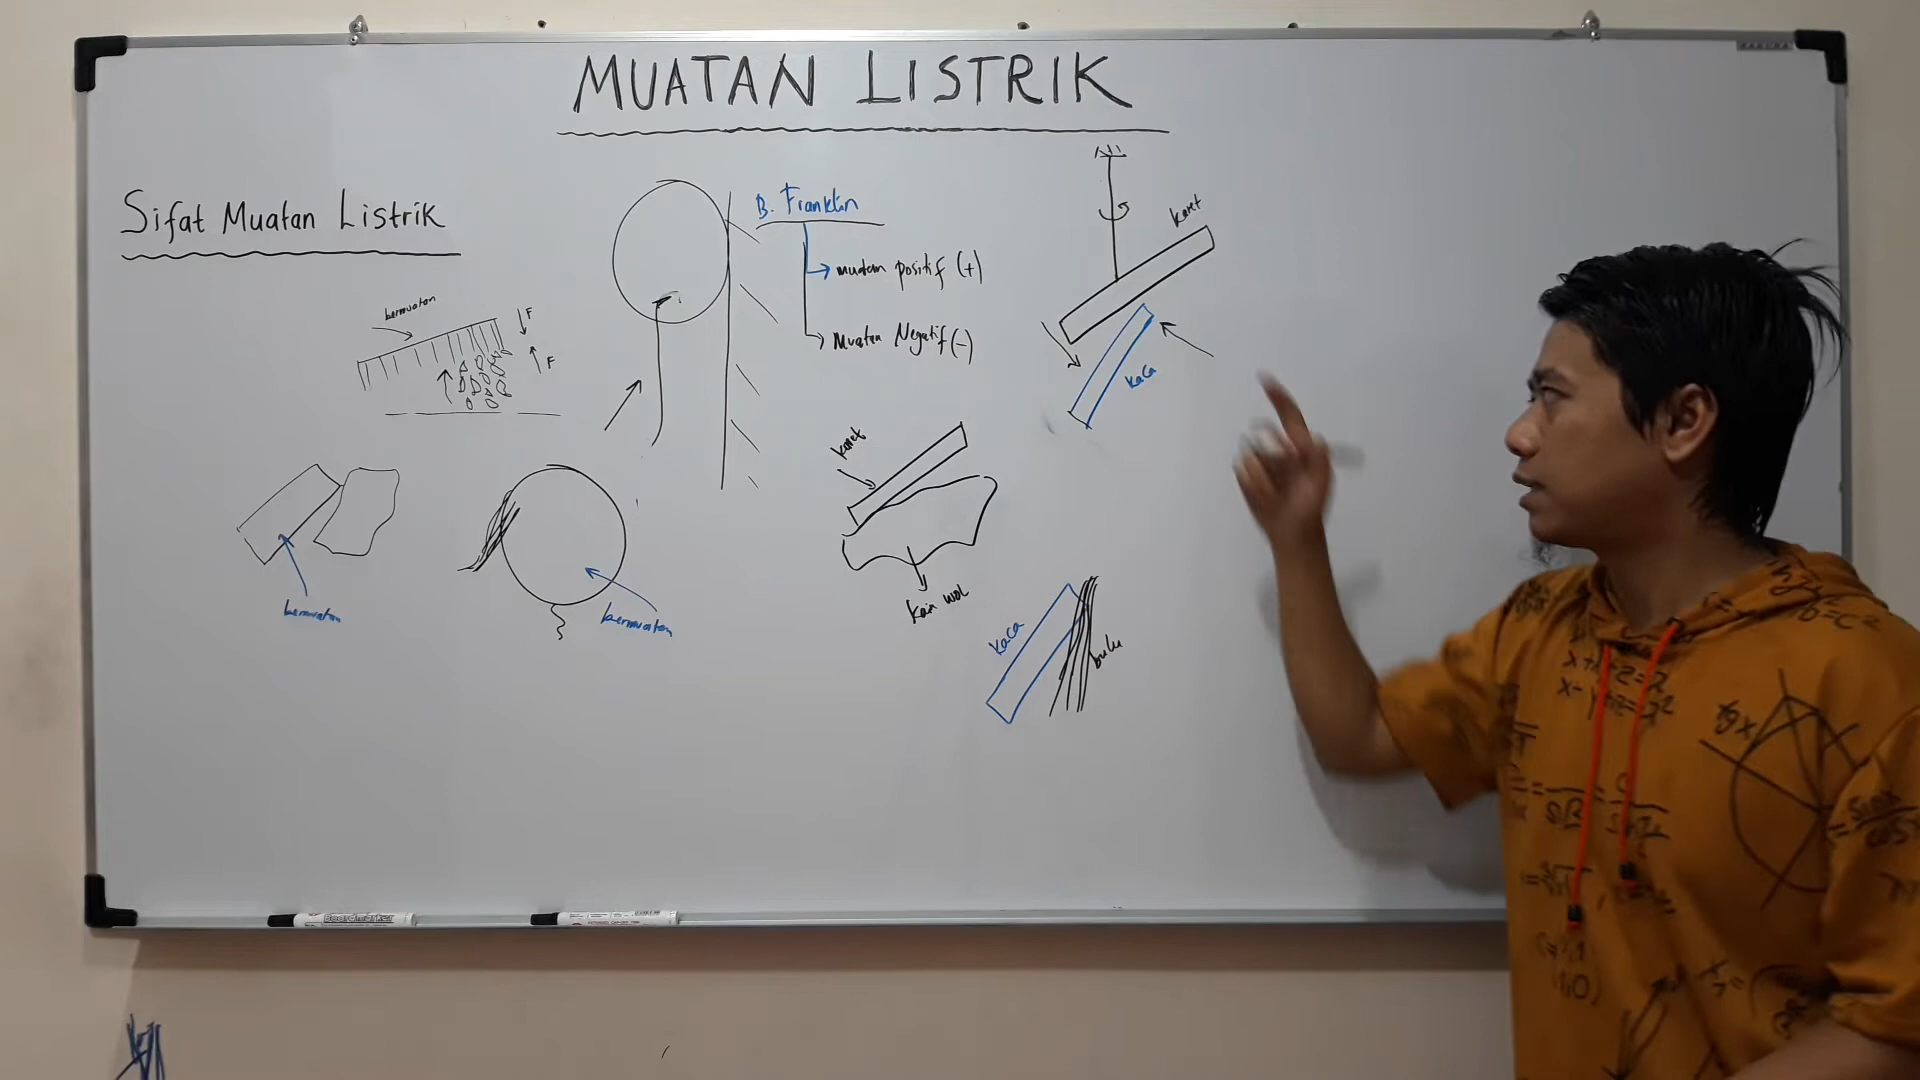 MUATAN LISTRIK
Sifat Muatan Listrik
B. Franklin
muatan positif (+)
Muatan Negatif (-)
karet
kaca
bermuatan
F
F
karet
kain wol
bermuatan
bermuatan
kaca
bulu
Boardmarker